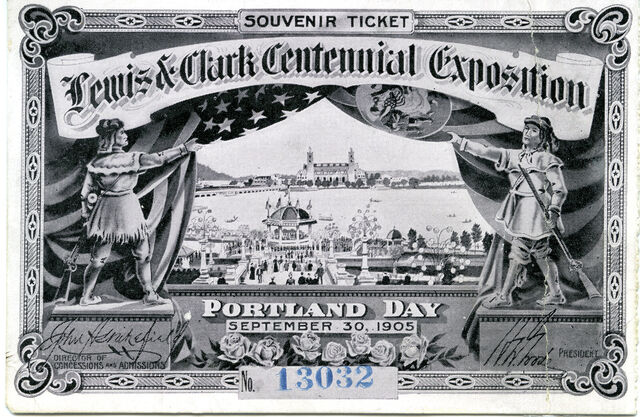 SOUVENIR TICKET
Lewis & Clark Centennial Exposition
PORTLAND DAY
SEPTEMBER 30, 1905
DIRECTOR OF
CONCESSIONS AND ADMISSIONS
PRESIDENT
No. 13032